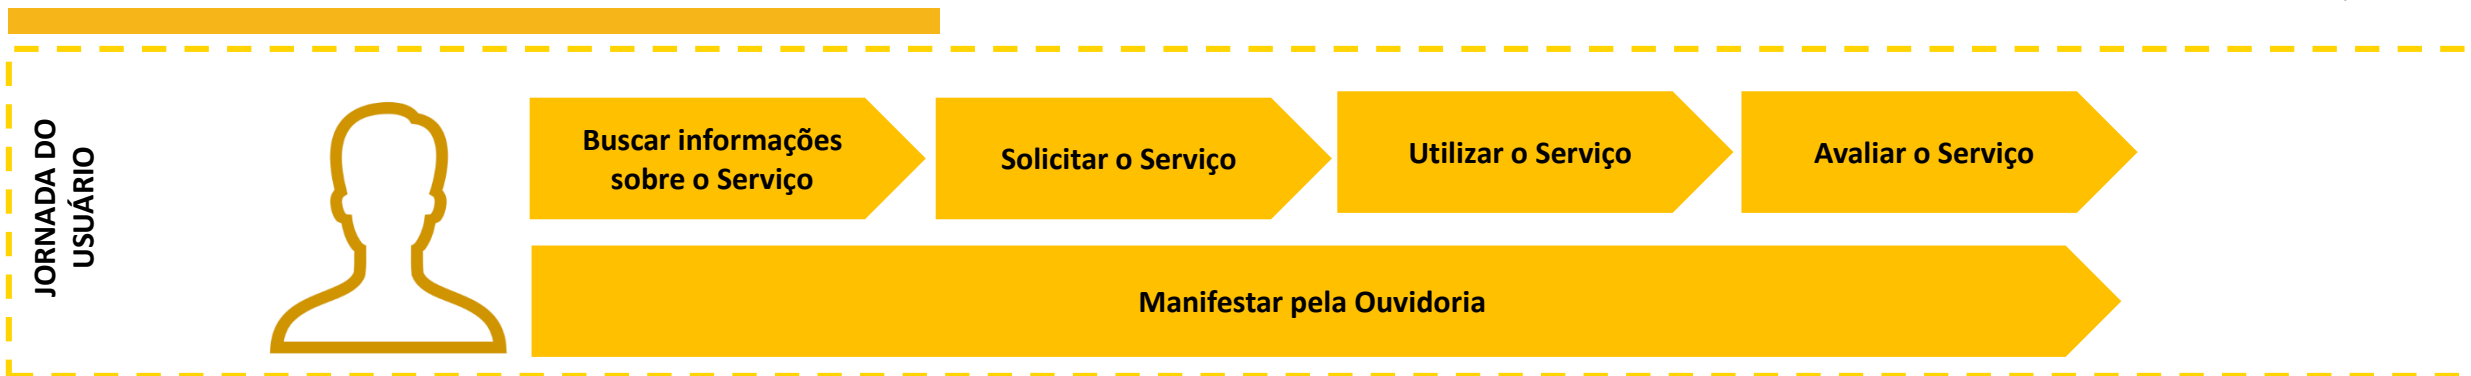 JORNADA DO
USUÁRIO
Buscar informações
sobre o Serviço
Solicitar o Serviço
Utilizar o Serviço
Avaliar o Serviço
Manifestar pela Ouvidoria